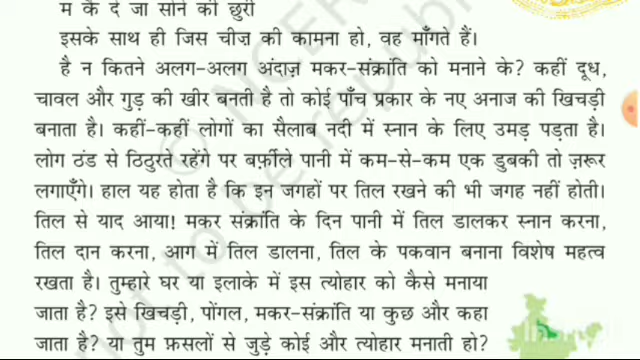 म कै दे जा सोने की छुरी
इसके साथ ही जिस चीज़ की कामना हो, वह माँगते हैं।
है न कितने अलग-अलग अंदाज़ मकर-संक्रांति को मनाने के? कहीं दूध,
चावल और गुड़ की खीर बनती है तो कोई पाँच प्रकार के नए अनाज की खिचड़ी
बनाता है। कहीं-कहीं लोगों का सैलाब नदी में स्नान के लिए उमड़ पड़ता है।
लोग ठंड से ठिठुरते रहेंगे पर बर्फ़ीले पानी में कम-से-कम एक डुबकी तो ज़रूर
लगाएँगे। हाल यह होता है कि इन जगहों पर तिल रखने की भी जगह नहीं होती।
तिल से याद आया! मकर संक्रांति के दिन पानी में तिल डालकर स्नान करना,
तिल दान करना, आग में तिल डालना, तिल के पकवान बनाना विशेष महत्व
रखता है। तुम्हारे घर या इलाके में इस त्योहार को कैसे मनाया
जाता है? इसे खिचड़ी, पोंगल, मकर-संक्रांति या कुछ और कहा
जाता है? या तुम फ़सलों से जुड़े कोई और त्योहार मनाती हो?